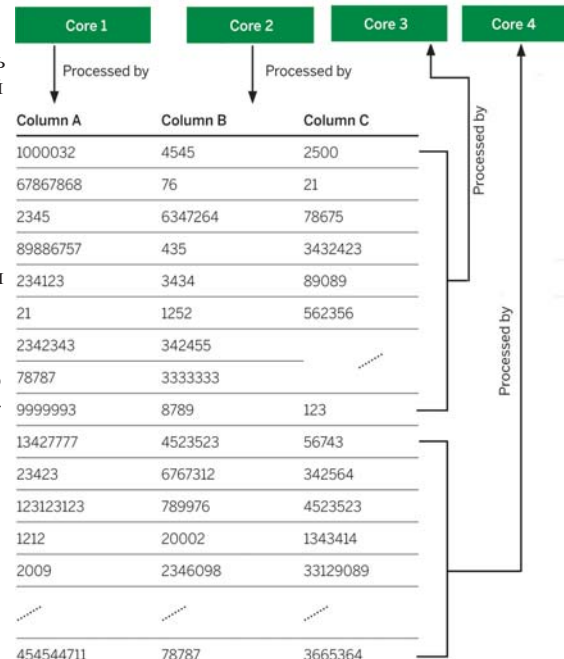 Core 1 Core 2 Core 3 Core 4
Processed by Processed by
Processed by
Processed by
Column A Column B Column C
1000032 4545 2500
67867868 76 21
2345 6347264 78675
89886757 435 3432423
234123 3434 89089
21 1252 562356
2342343 342455
78787 3333333
9999993 8789 123
13427777 4523523 56743
23423 6767312 342564
123123123 789976 4523523
1212 20002 1343414
2009 2346098 33129089
454544711 78787 3665364